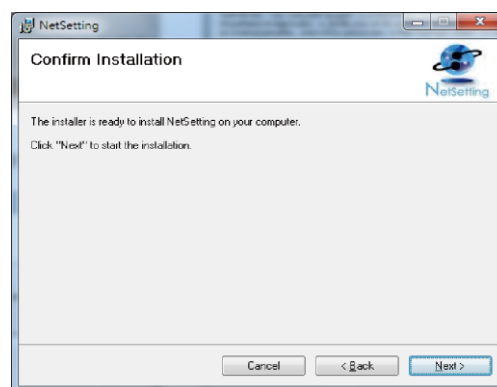 NetSetting
Confirm Installation
NetSetting
The installer is ready to install NetSetting on your computer.
Click "Next" to start the installation.
Cancel
< Back
Next >